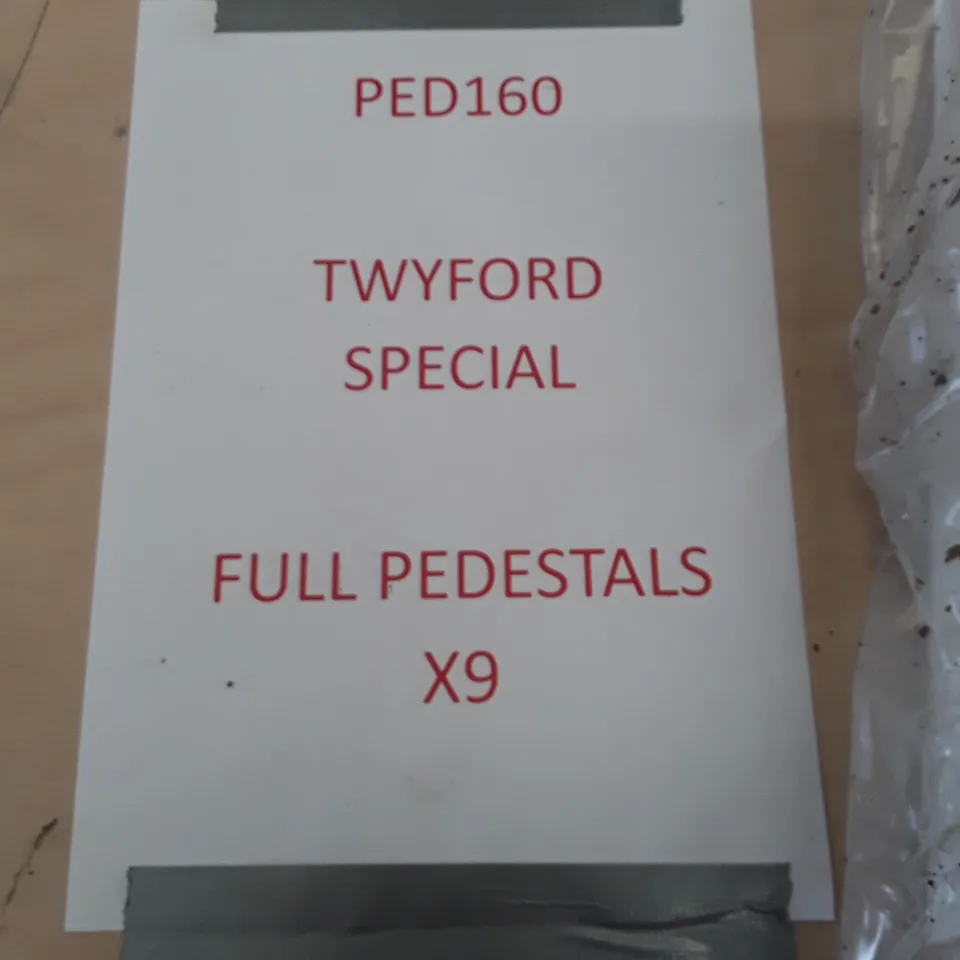 PED160
TWYFORD
SPECIAL
FULL PEDESTALS
X9